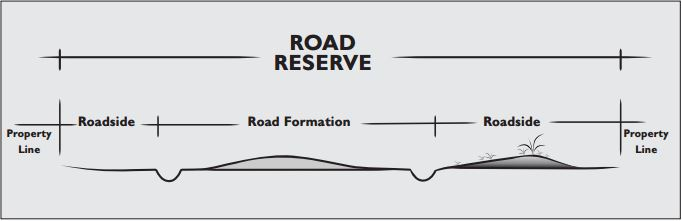 ROAD
RESERVE
Roadside
Road Formation
Roadside
Property
Line
Property
Line